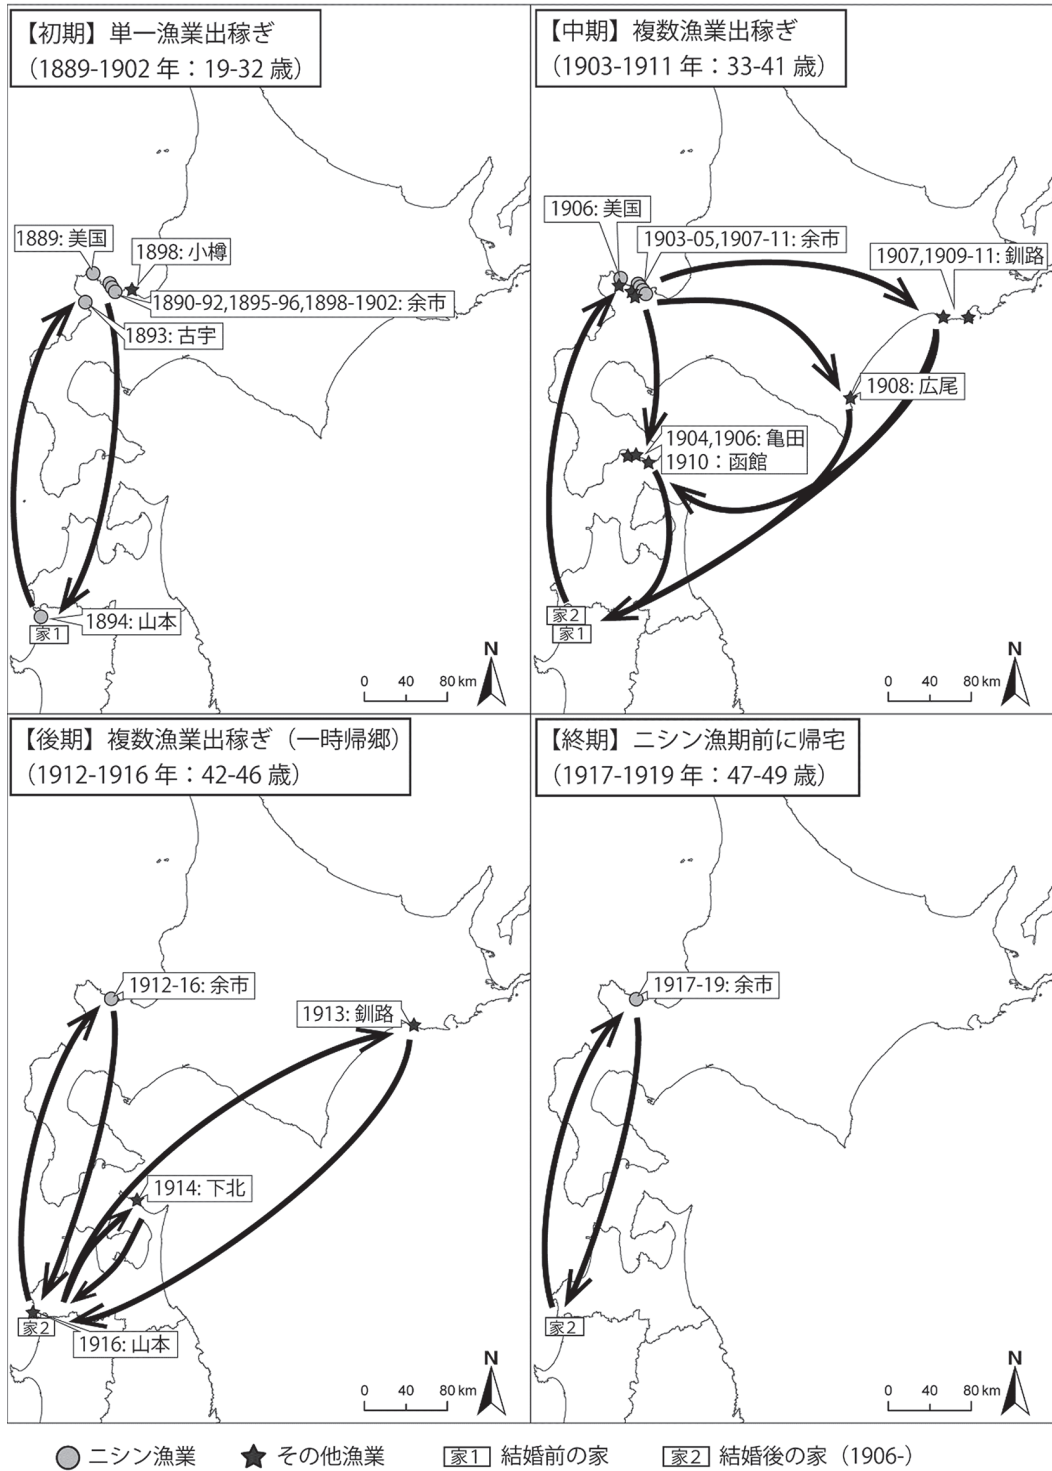 【初期】単一漁業出稼ぎ
（1889-1902 年：19-32 歳）
1889: 美国
1898: 小樽
1890-92,1895-96,1898-1902: 余市
1893: 古宇
1894: 山本
家1
N
0 40 80 km
【中期】複数漁業出稼ぎ
（1903-1911 年：33-41 歳）
1906: 美国
1903-05,1907-11: 余市
1907,1909-11: 釧路
1908: 広尾
1904,1906: 亀田
1910：函館
家2
家1
N
0 40 80 km
【後期】複数漁業出稼ぎ（一時帰郷）
（1912-1916 年：42-46 歳）
1912-16: 余市
1913: 釧路
1914: 下北
家2
1916: 山本
N
0 40 80 km
【終期】ニシン漁期前に帰宅
（1917-1919 年：47-49 歳）
1917-19: 余市
家2
N
0 40 80 km
ニシン漁業 その他漁業 家1 結婚前の家 家2 結婚後の家（1906-）